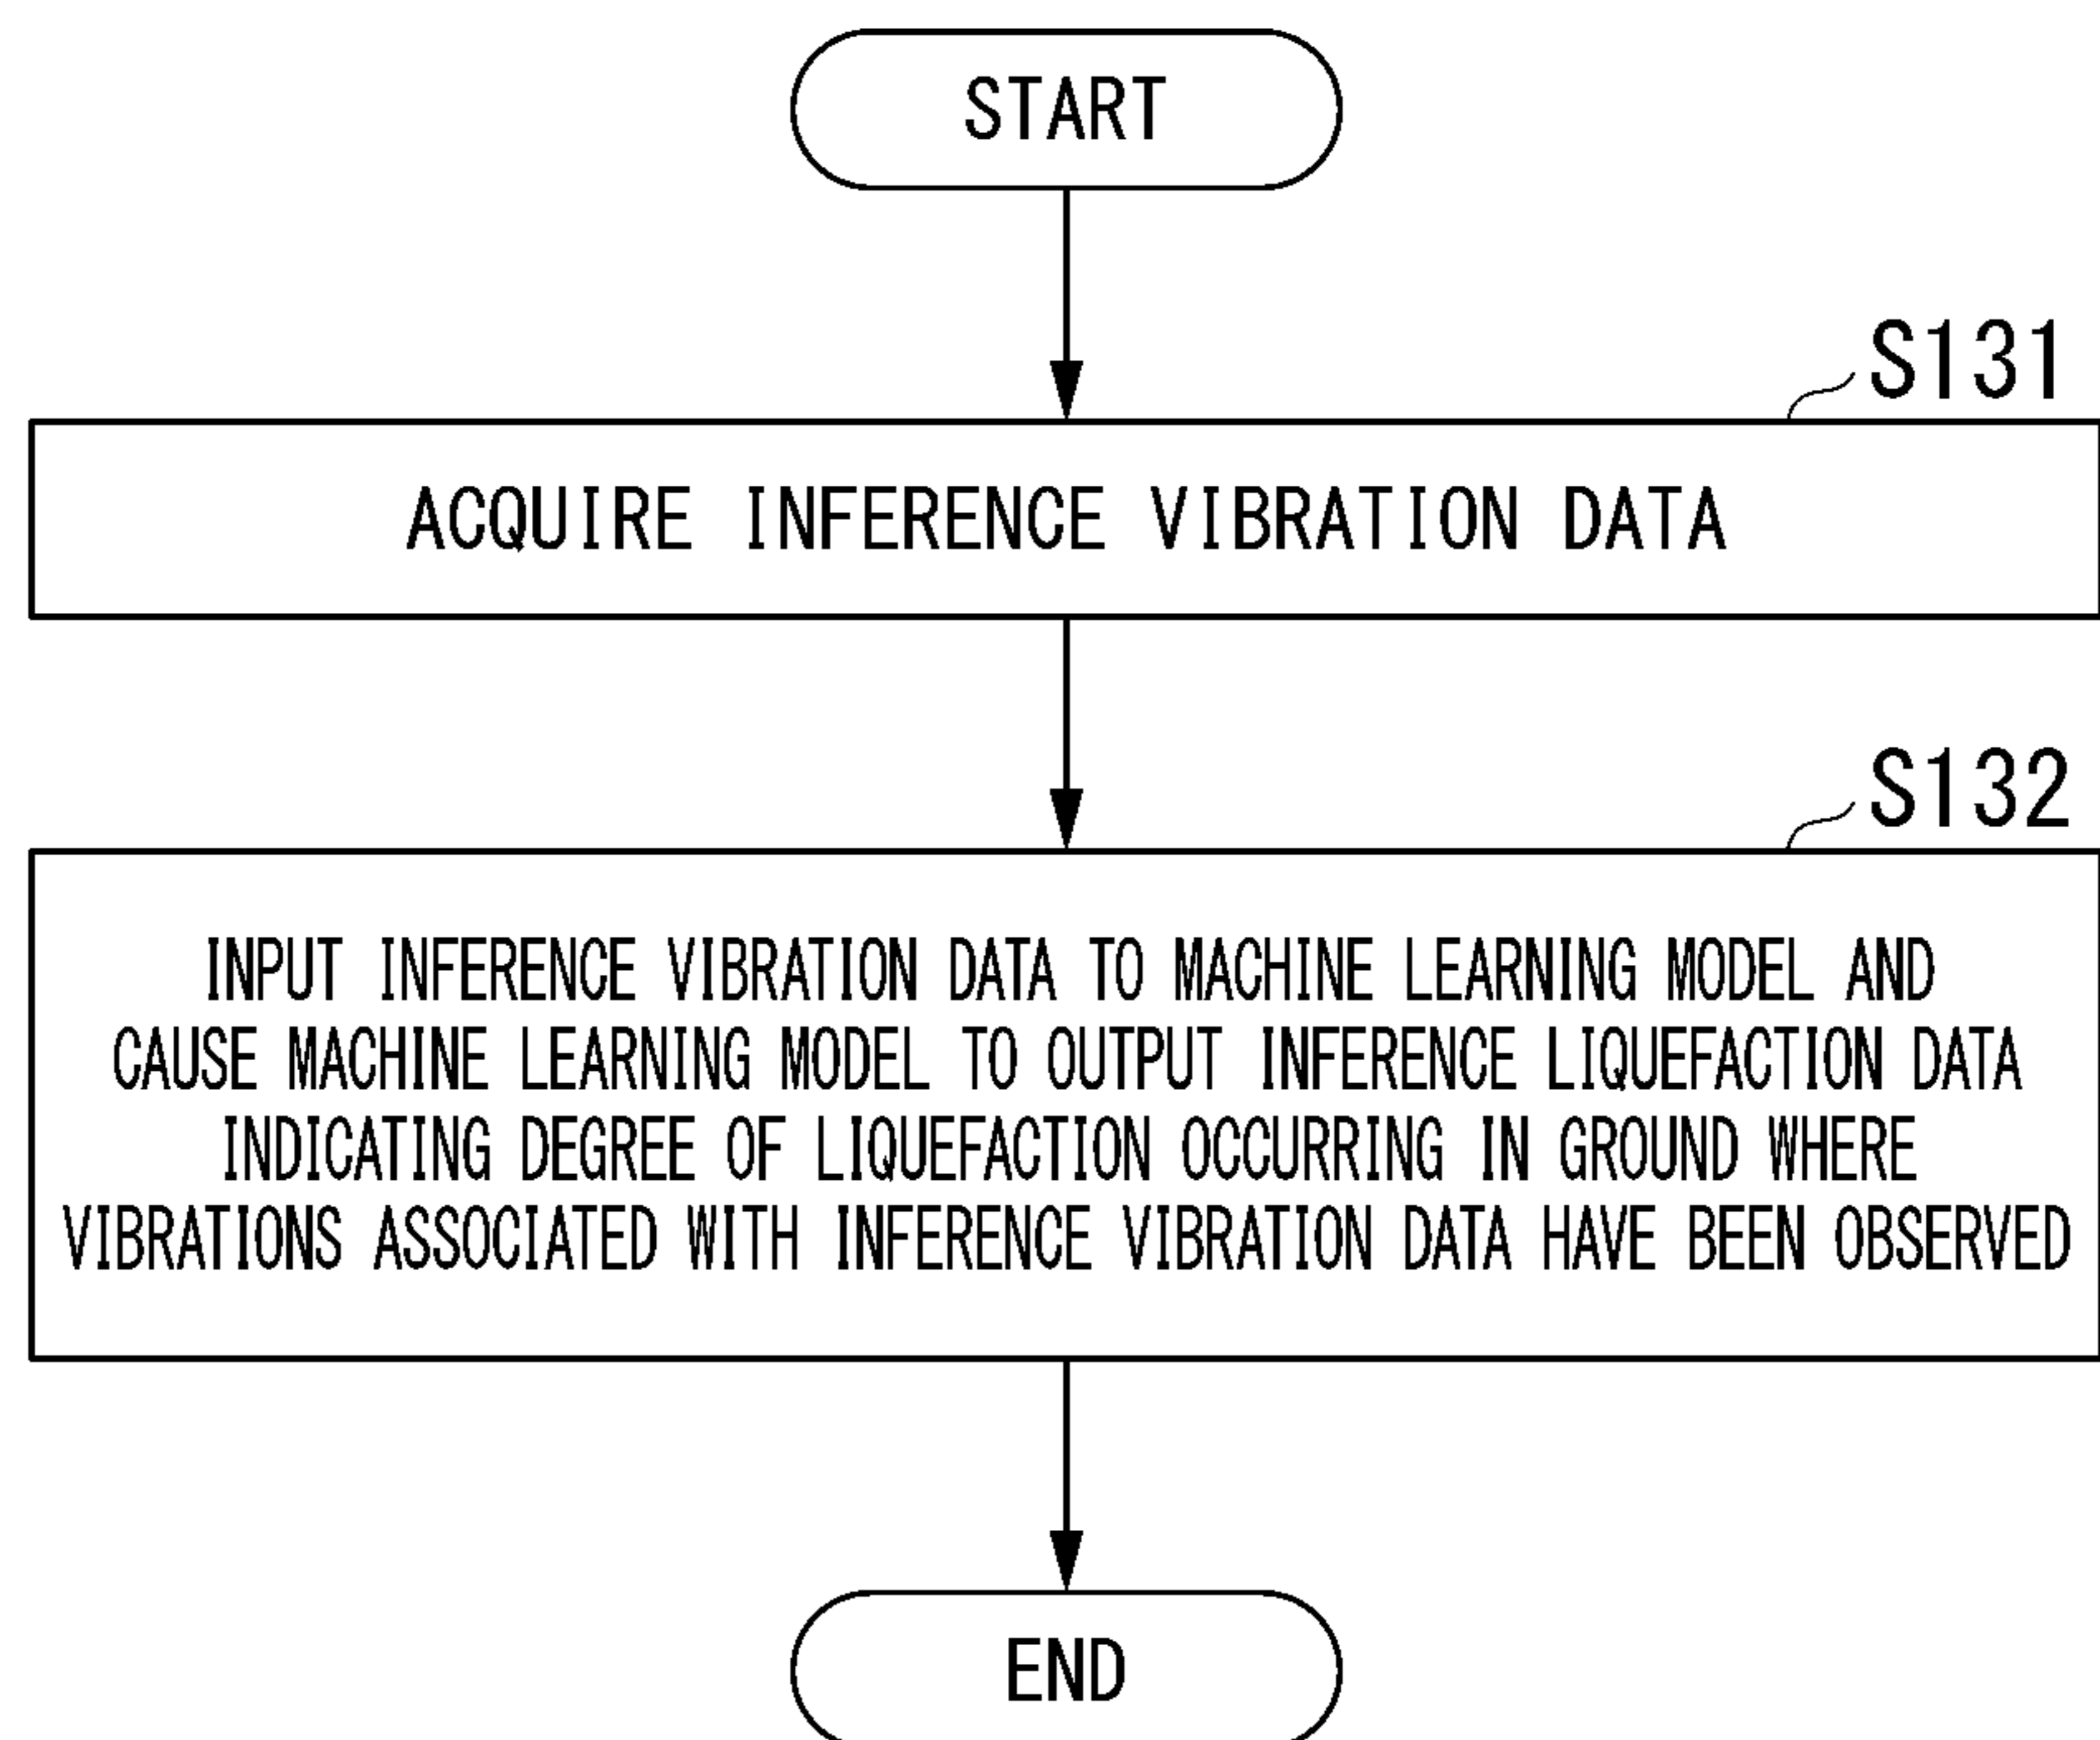 START
S131
ACQUIRE INFERENCE VIBRATION DATA
S132
INPUT INFERENCE VIBRATION DATA TO MACHINE LEARNING MODEL AND
CAUSE MACHINE LEARNING MODEL TO OUTPUT INFERENCE LIQUEFACTION DATA
INDICATING DEGREE OF LIQUEFACTION OCCURRING IN GROUND WHERE
VIBRATIONS ASSOCIATED WITH INFERENCE VIBRATION DATA HAVE BEEN OBSERVED
END